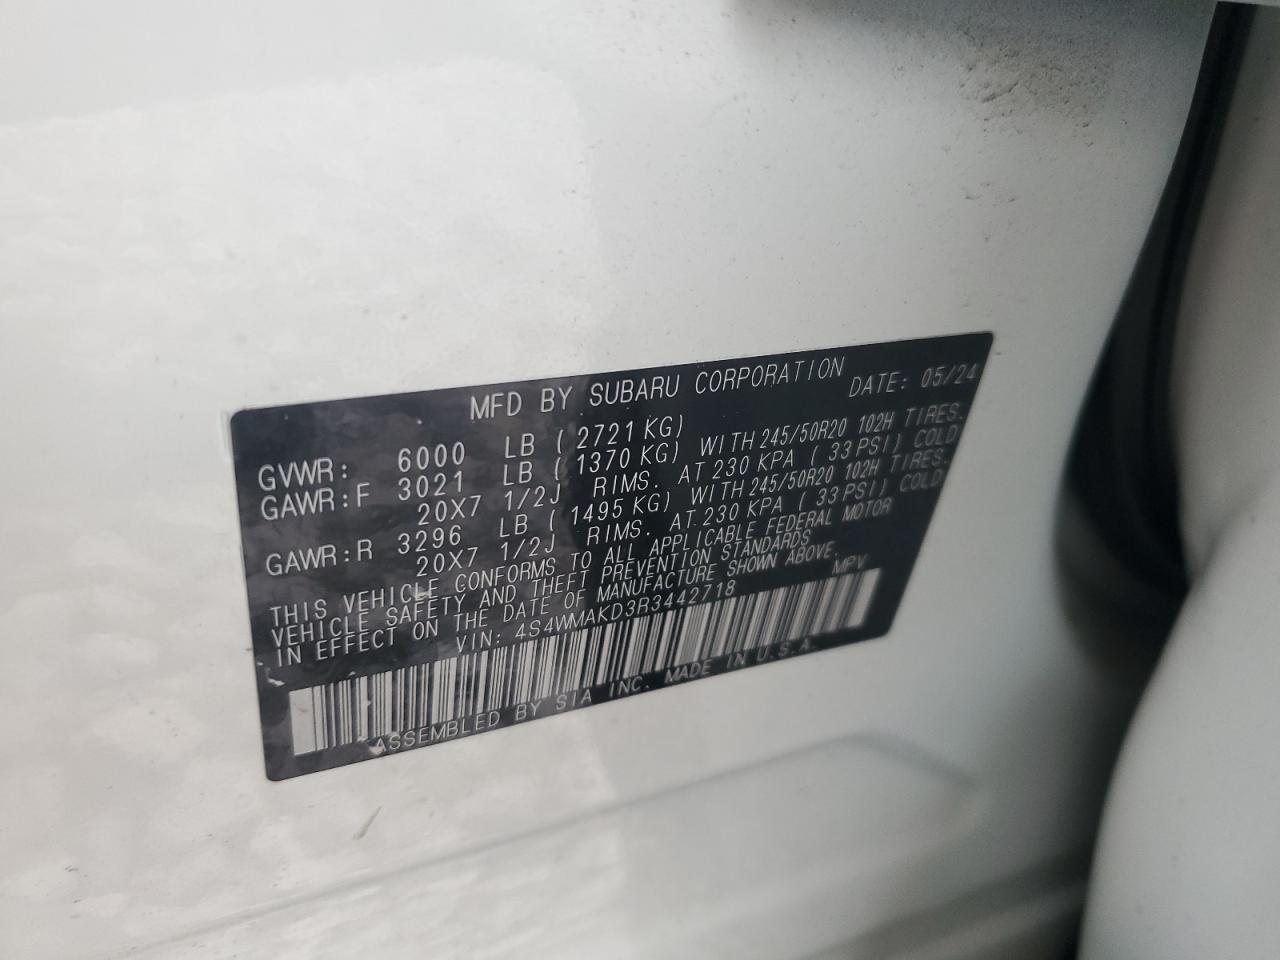 MFD BY SUBARU CORPORATION DATE: 05/24
GVWR: 6000 LB ( 2721 KG)
GAWR:F 3021 LB ( 1370 KG) WITH 245/50R20 102H TIRES.
20X7 1/2J RIMS. AT 230 KPA ( 33 PSI) COLD
GAWR:R 3296 LB ( 1495 KG) WITH 245/50R20 102H TIRES.
20X7 1/2J RIMS. AT 230 KPA ( 33 PSI) COLD
THIS VEHICLE CONFORMS TO ALL APPLICABLE FEDERAL MOTOR
VEHICLE SAFETY AND THEFT PREVENTION STANDARDS
IN EFFECT ON THE DATE OF MANUFACTURE SHOWN ABOVE.
VIN: 4S4WMAKD3R3442718 MPV
ASSEMBLED BY SIA INC. MADE IN U.S.A.